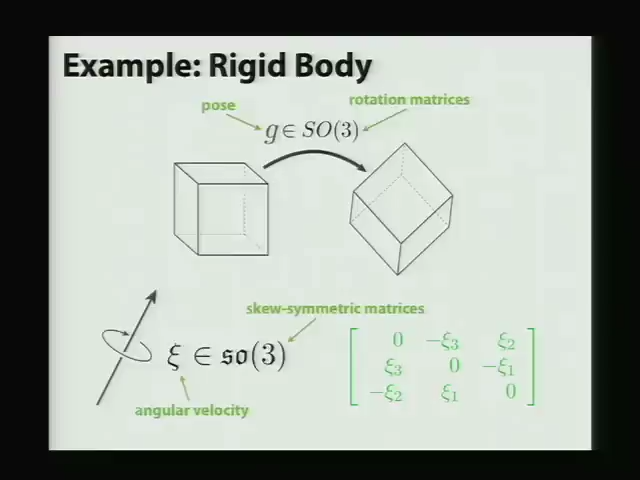 Example: Rigid Body
pose
rotation matrices
g ∈ SO(3)
skew-symmetric matrices
ξ ∈ 𝔰𝔬(3)
angular velocity
0 −ξ₃ ξ₂
ξ₃ 0 −ξ₁
−ξ₂ ξ₁ 0